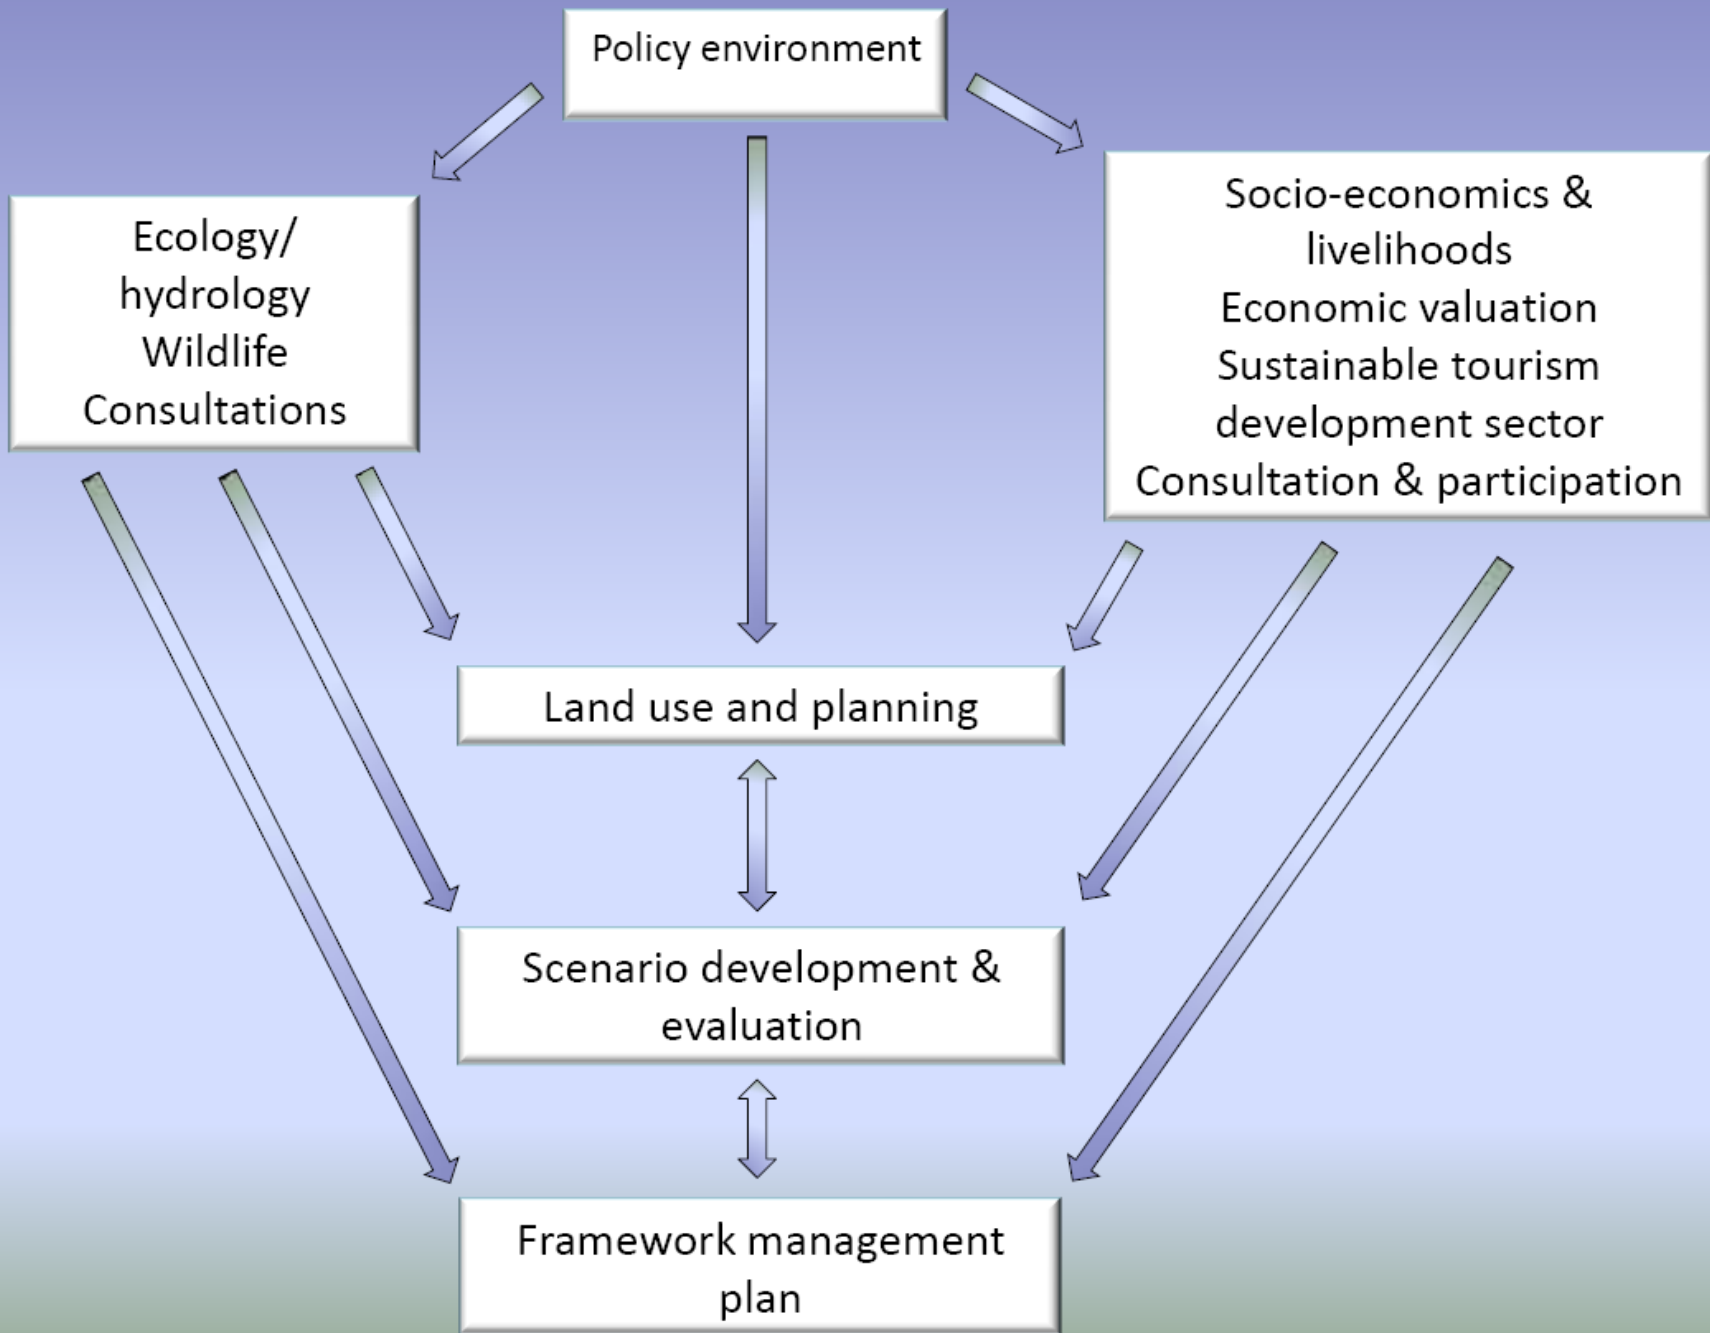 Policy environment
Ecology/
hydrology
Wildlife
Consultations
Socio-economics &
livelihoods
Economic valuation
Sustainable tourism
development sector
Consultation & participation
Land use and planning
Scenario development &
evaluation
Framework management
plan